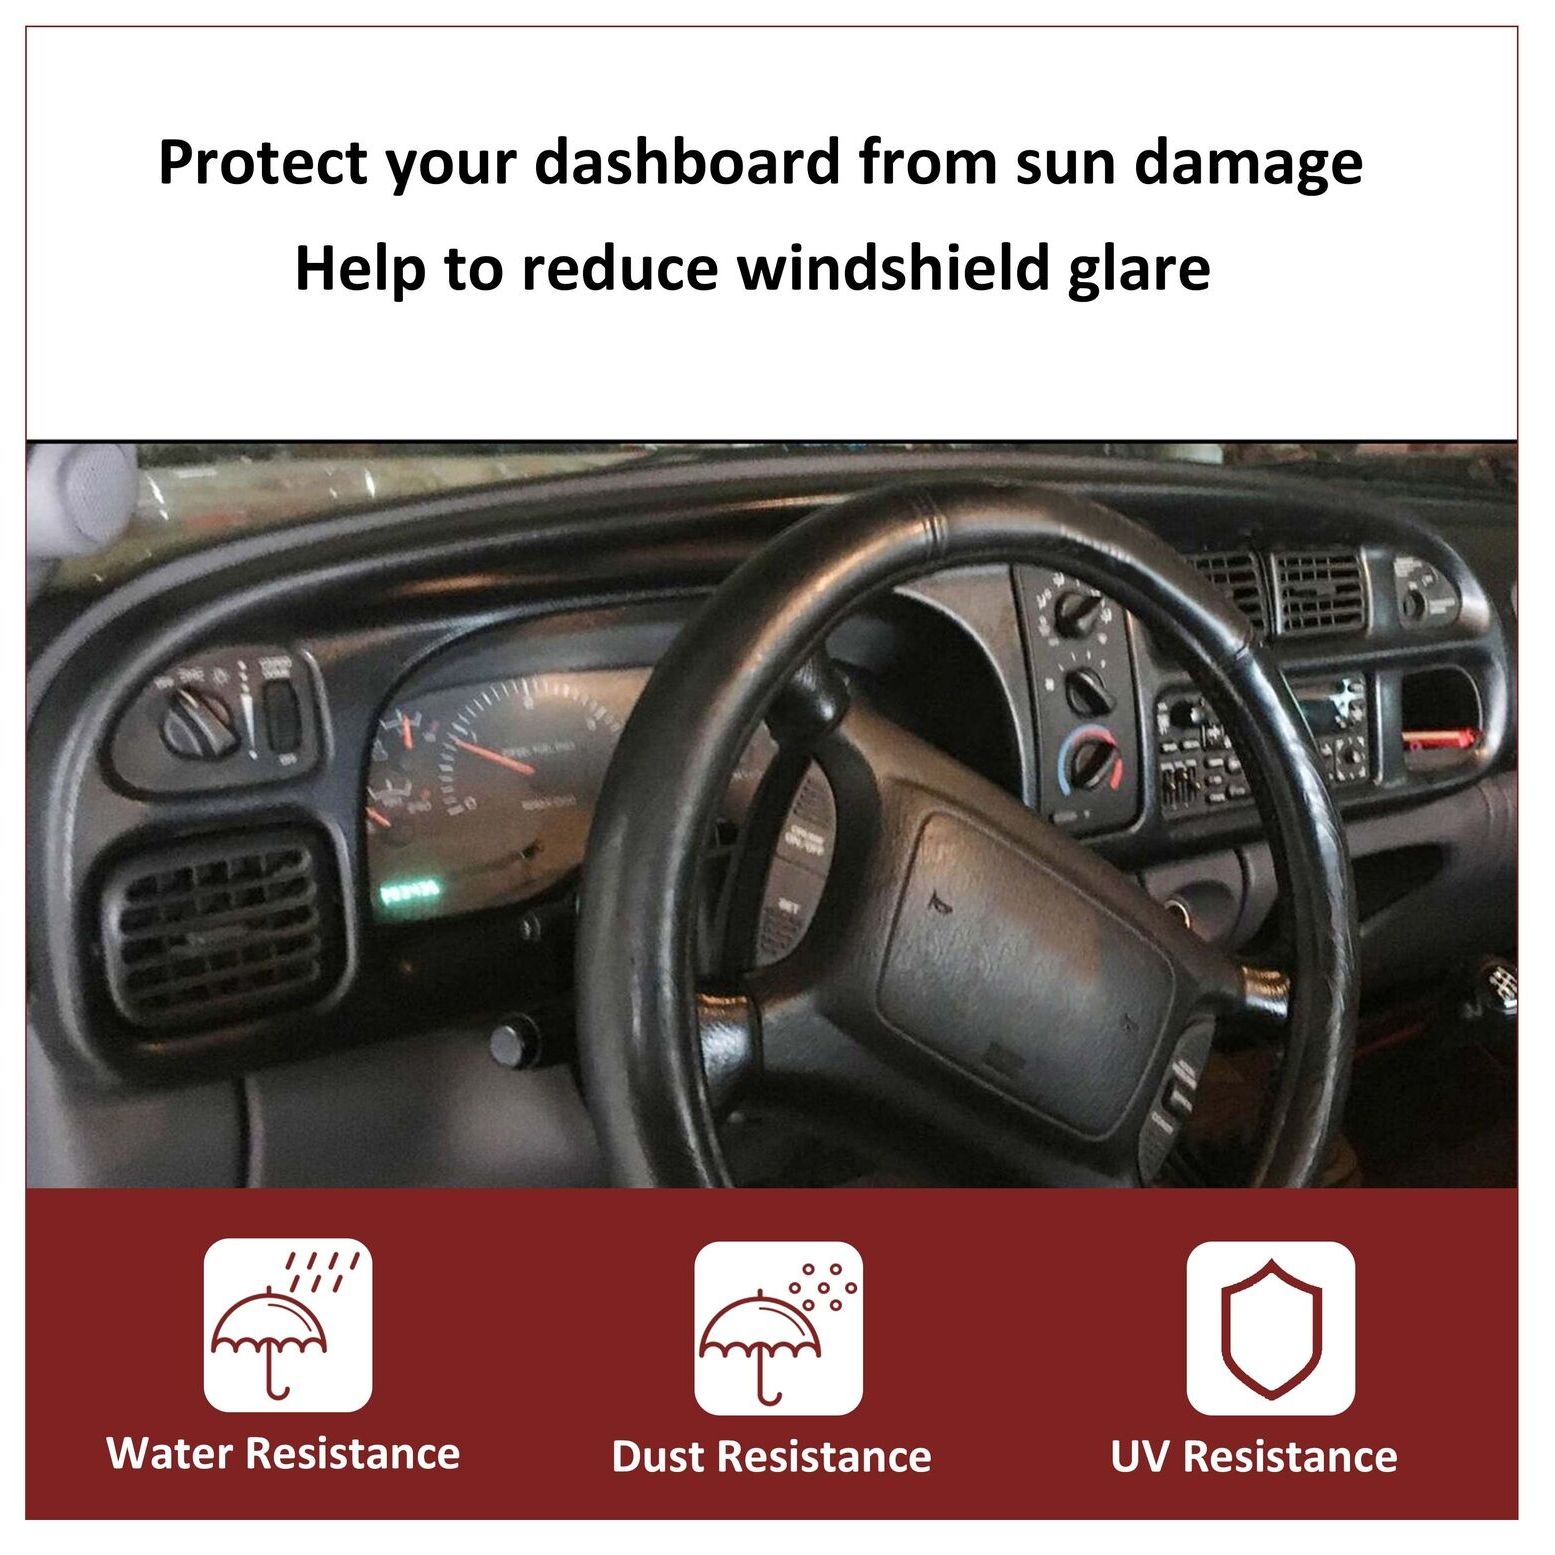 Protect your dashboard from sun damage
Help to reduce windshield glare
Water Resistance
Dust Resistance
UV Resistance